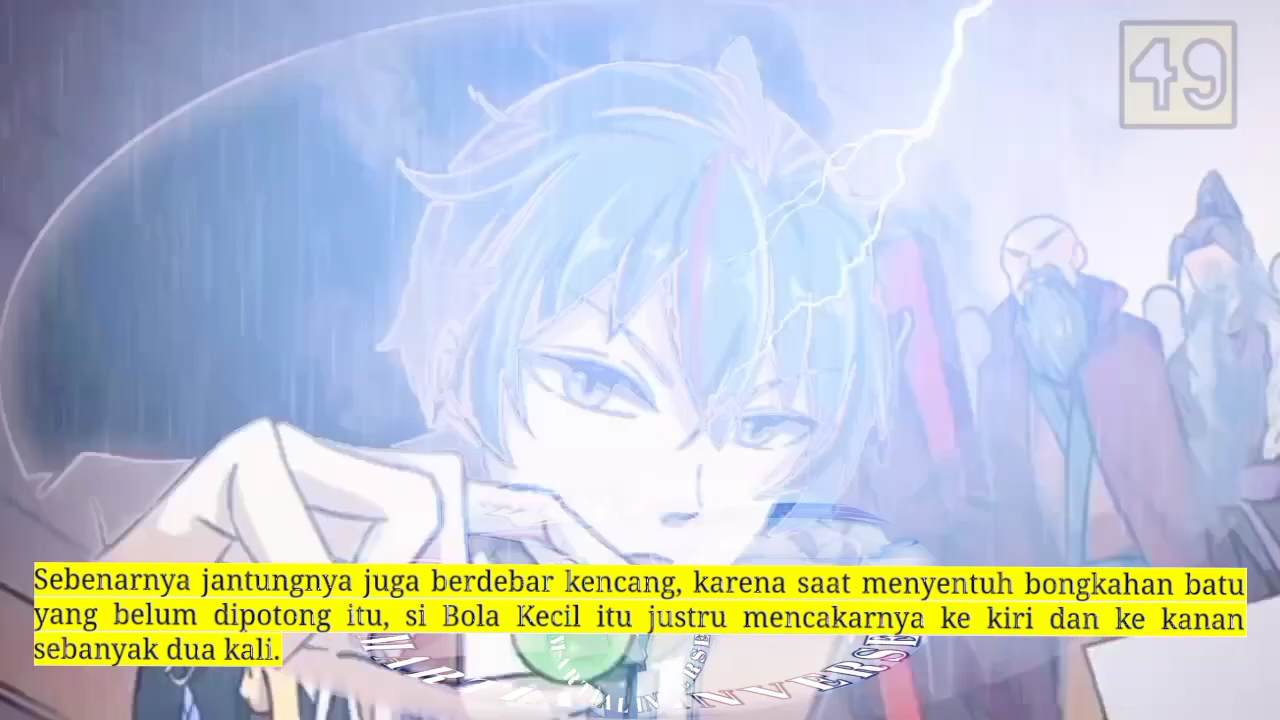 49
Sebenarnya jantungnya juga berdebar kencang, karena saat menyentuh bongkahan batu
yang belum dipotong itu, si Bola Kecil itu justru mencakarnya ke kiri dan ke kanan
sebanyak dua kali.